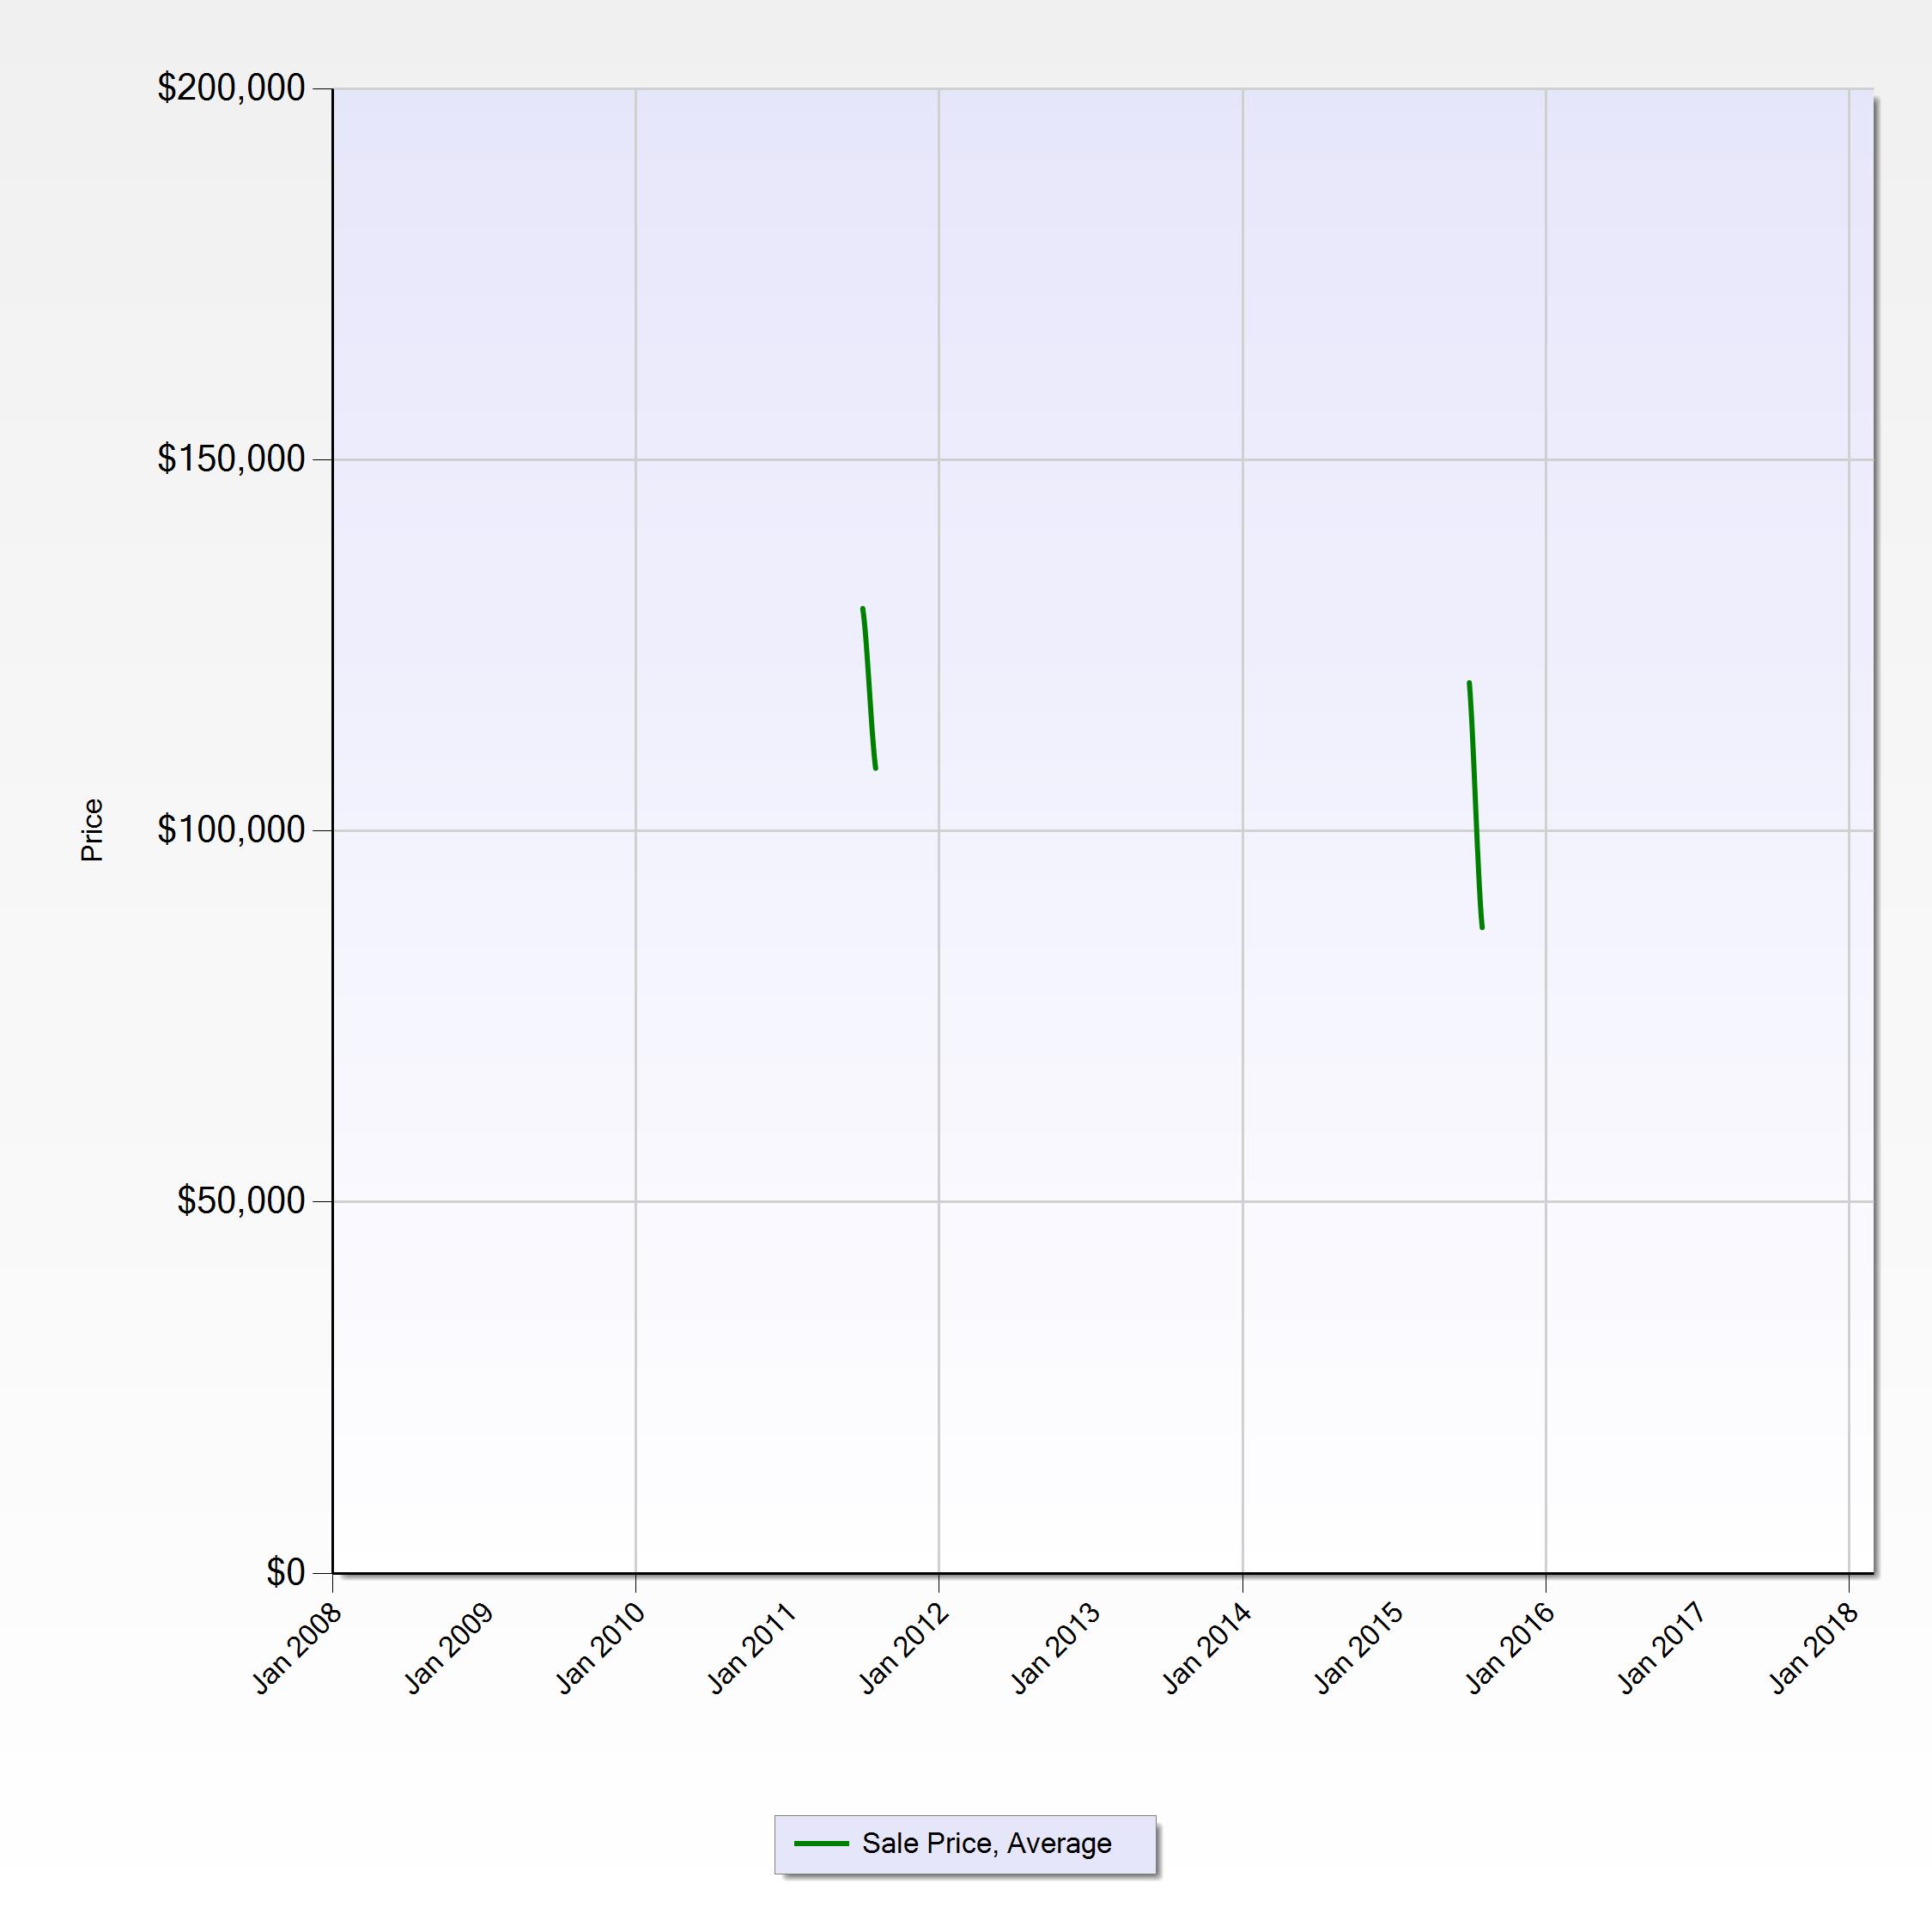 $200,000
$150,000
$100,000
$50,000
$0
Price
Jan 2008
Jan 2009
Jan 2010
Jan 2011
Jan 2012
Jan 2013
Jan 2014
Jan 2015
Jan 2016
Jan 2017
Jan 2018
Sale Price, Average